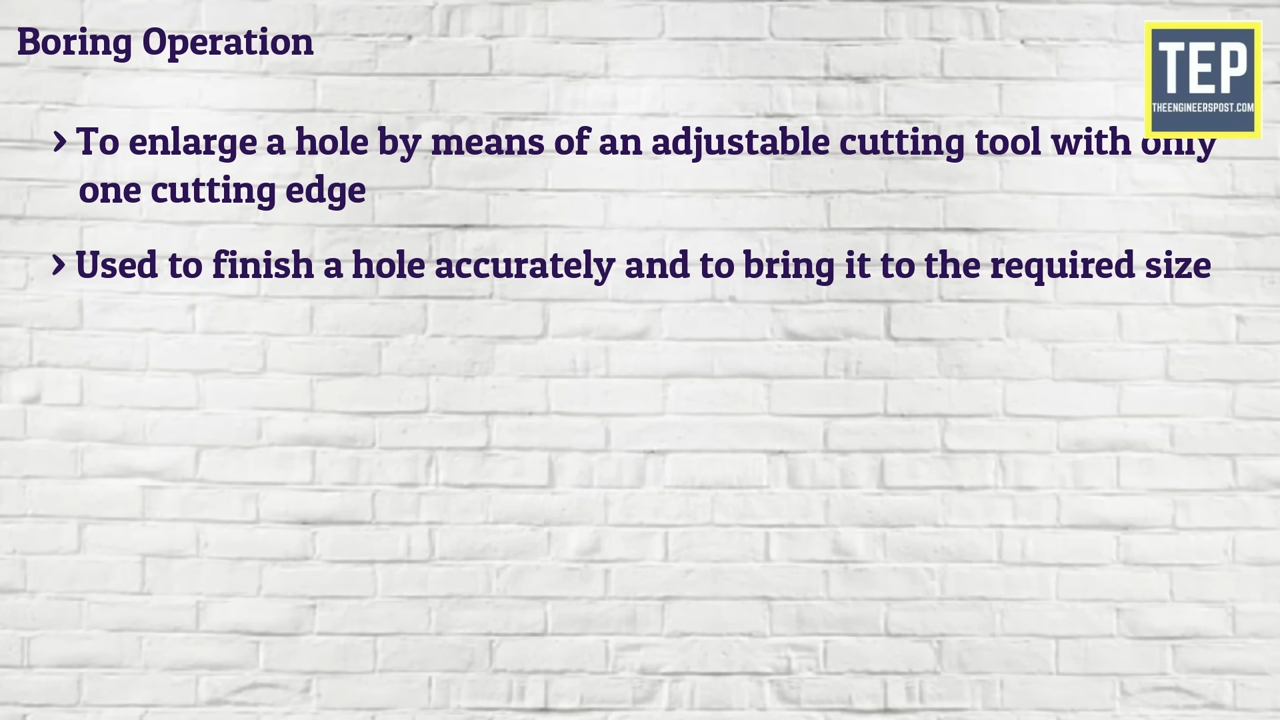 Boring Operation
TEP
THEENGINEERSPOST.COM
› To enlarge a hole by means of an adjustable cutting tool with only
one cutting edge
› Used to finish a hole accurately and to bring it to the required size